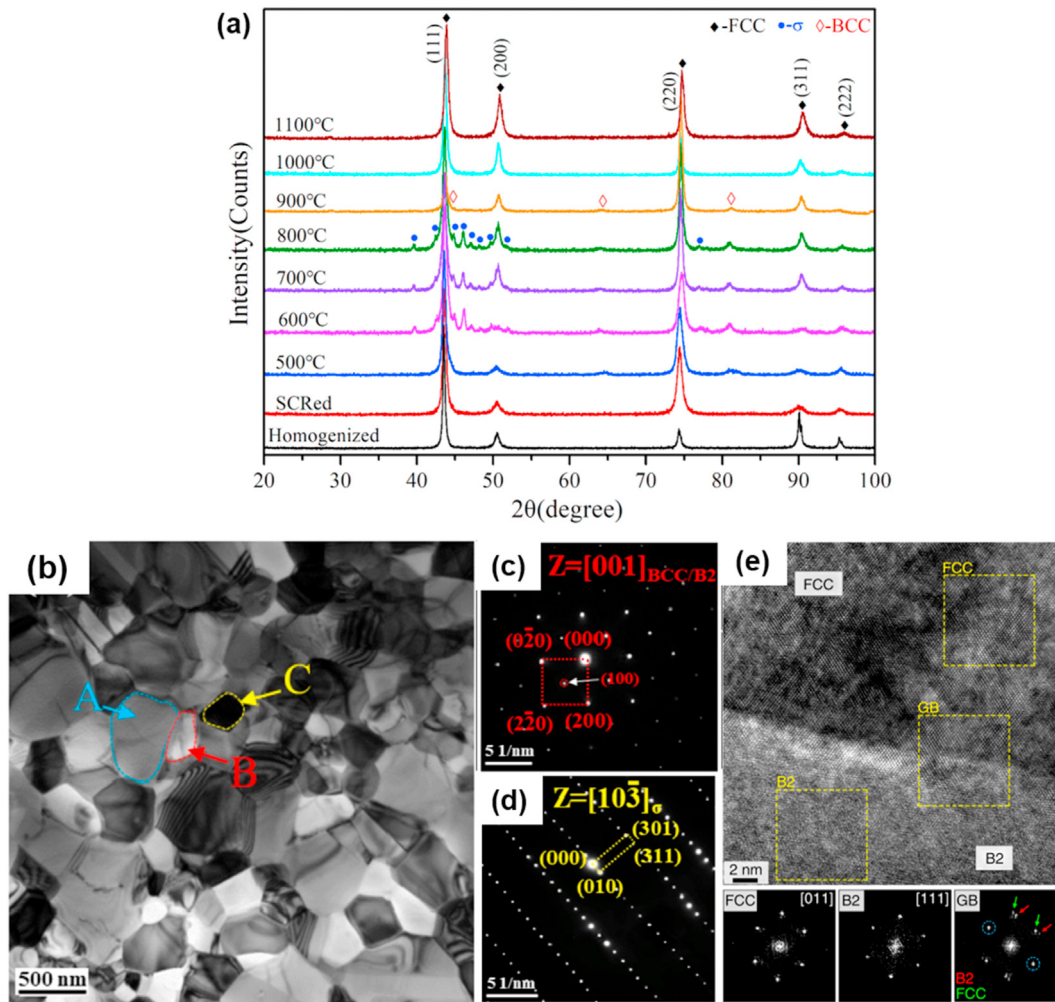 (a)
◆-FCC ●-σ ◊-BCC
(111)
(200)
(220)
(311)
(222)
1100°C
1000°C
900°C
800°C
700°C
600°C
500°C
SCRed
Homogenized
Intensity(Counts)
20 30 40 50 60 70 80 90 100
2θ(degree)
(b)
A
B
C
500 nm
(c)
Z=[001]BCC/B2
(02̄0) (000)
(100)
(22̄0) (200)
5 1/nm
(d)
Z=[103̄]σ
(301)
(000)
(311)
(010)
5 1/nm
(e)
FCC
FCC
GB
B2
B2
2 nm
FCC [011]
B2 [111]
GB
B2
FCC